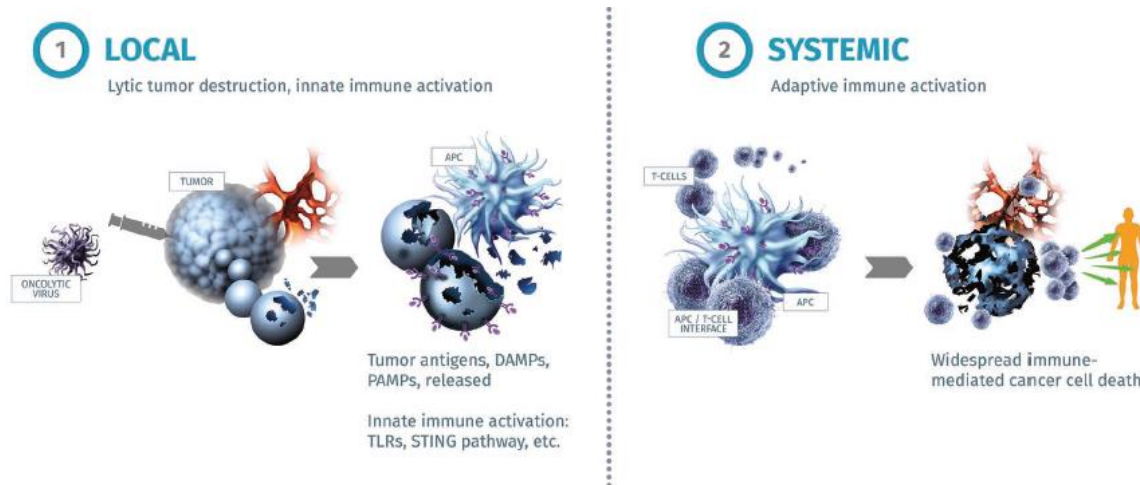 1 LOCAL
Lytic tumor destruction, innate immune activation
TUMOR
ONCOLYTIC
VIRUS
APC
Tumor antigens, DAMPs,
PAMPs, released
Innate immune activation:
TLRs, STING pathway, etc.
2 SYSTEMIC
Adaptive immune activation
T-CELLS
APC
APC / T-CELL
INTERFACE
Widespread immune-
mediated cancer cell death